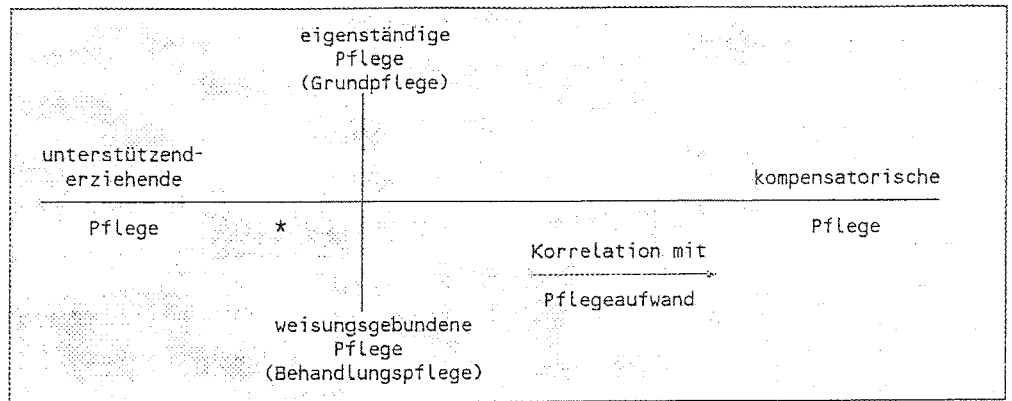 eigenständige
Pflege
(Grundpflege)
unterstützend-
erziehende
kompensatorische
Pflege
*
Pflege
Korrelation mit
Pflegeaufwand
weisungsgebundene
Pflege
(Behandlungspflege)